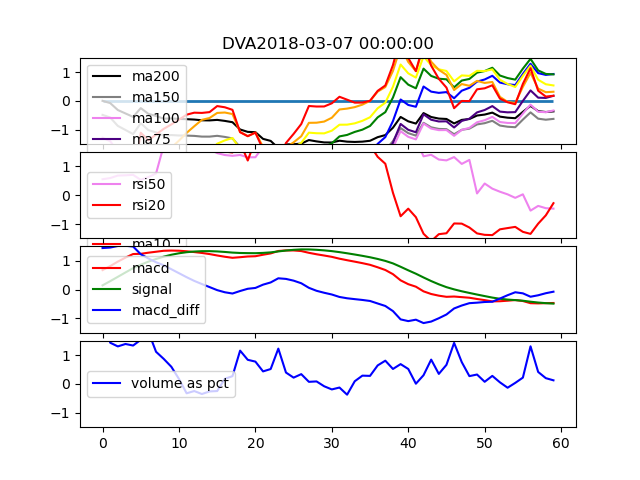 DVA2018-03-07 00:00:00
1
0
−1
ma200
ma150
ma100
ma75
1
0
−1
rsi50
rsi20
ma10
1
0
−1
macd
signal
macd_diff
1
0
−1
volume as pct
0 10 20 30 40 50 60